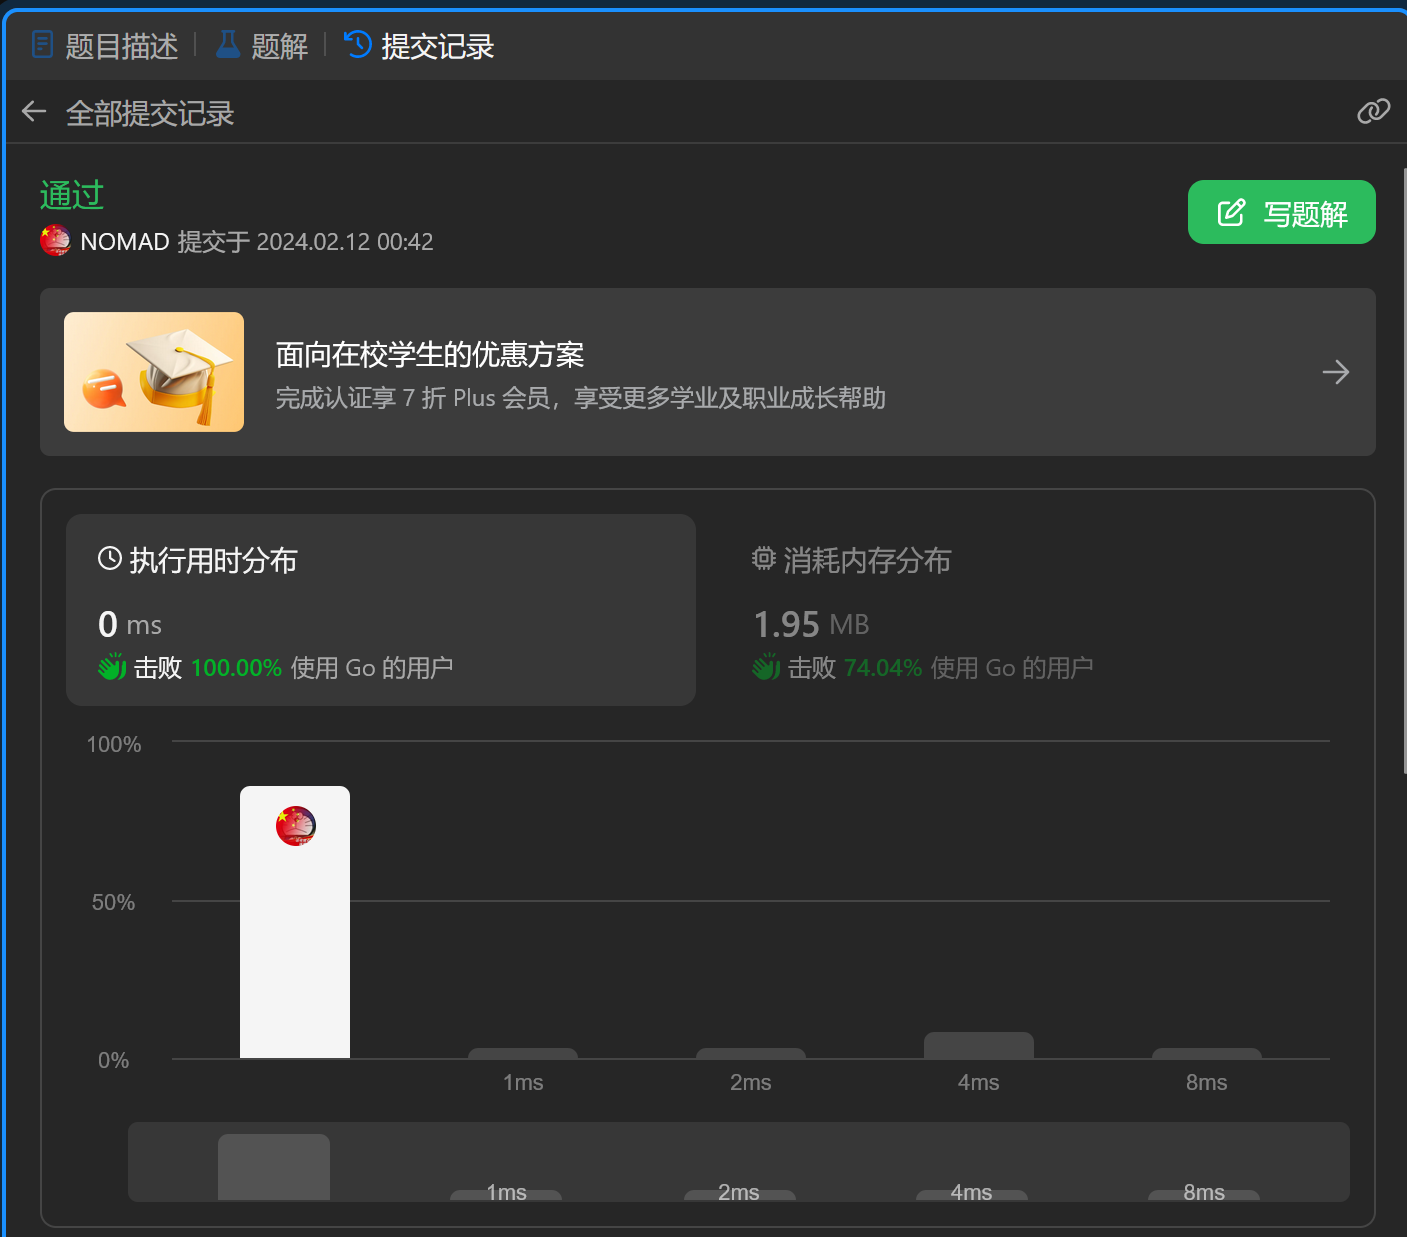 题目描述 题解 提交记录
全部提交记录
通过
NOMAD 提交于 2024.02.12 00:42
写题解
面向在校学生的优惠方案
完成认证享 7 折 Plus 会员，享受更多学业及职业成长帮助
执行用时分布
0 ms
击败 100.00% 使用 Go 的用户
消耗内存分布
1.95 MB
击败 74.04% 使用 Go 的用户
100%
50%
0%
1ms 2ms 4ms 8ms
1ms 2ms 4ms 8ms